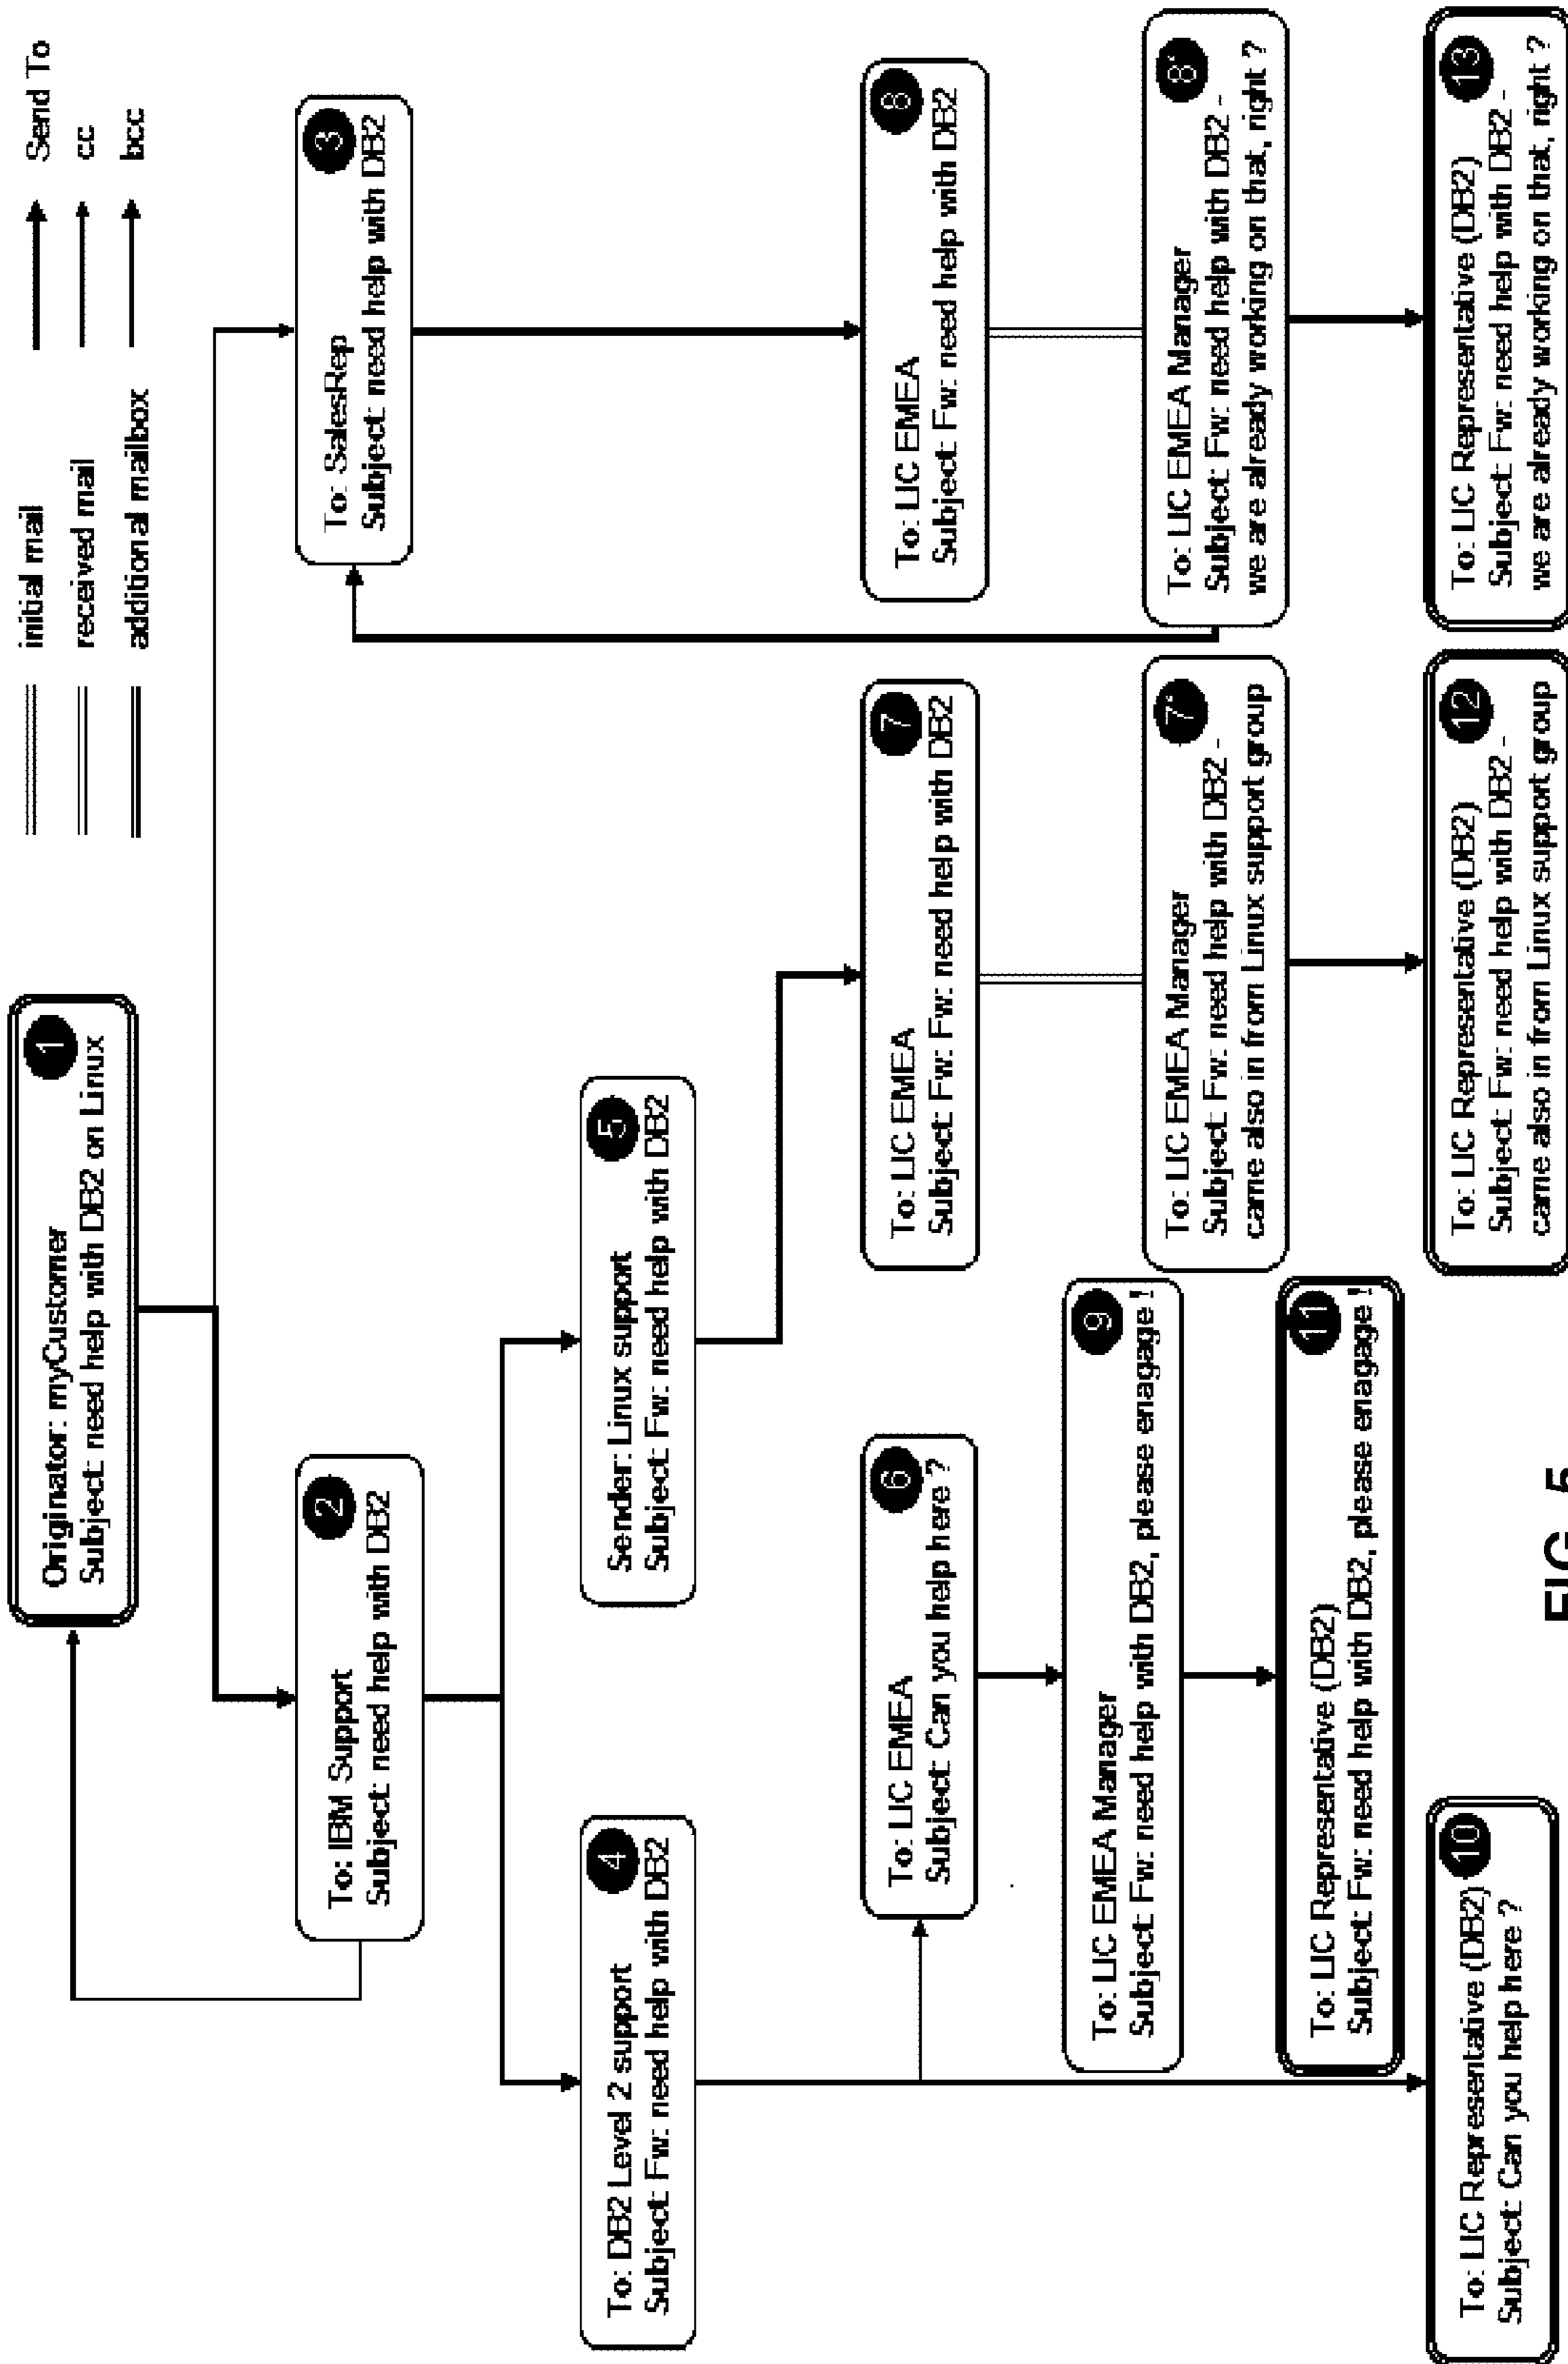 initial mail
received mail
additional mailbox
Send To
cc
bcc
Originator: myCustomer
Subject: need help with DB2 on Linux
1
To: IBM Support
Subject: need help with DB2
2
To: SalesRep
Subject: need help with DB2
3
To: DB2 Level 2 support
Subject: Fw: need help with DB2
4
Sender: Linux support
Subject: Fw: need help with DB2
5
To: LIC EMEA
Subject: Can you help here ?
6
To: LIC EMEA
Subject: Fw: Fw: need help with DB2
7
To: LIC EMEA
Subject: Fw: need help with DB2
8
To: LIC EMEA Manager
Subject: Fw: need help with DB2, please enagage !
9
To: LIC EMEA Manager
Subject: Fw: need help with DB2 -
came also in from Linux support group
7'
To: LIC EMEA Manager
Subject: Fw: need help with DB2 -
we are already working on that, right ?
8'
To: LIC Representative (DB2)
Subject: Fw: need help with DB2, please enagage !
11
To: LIC Representative (DB2)
Subject: Can you help here ?
10
To: LIC Representative (DB2)
Subject: Fw: need help with DB2 -
came also in from Linux support group
12
To: LIC Representative (DB2)
Subject: Fw: need help with DB2 -
we are already working on that, right ?
13
FIG. 5